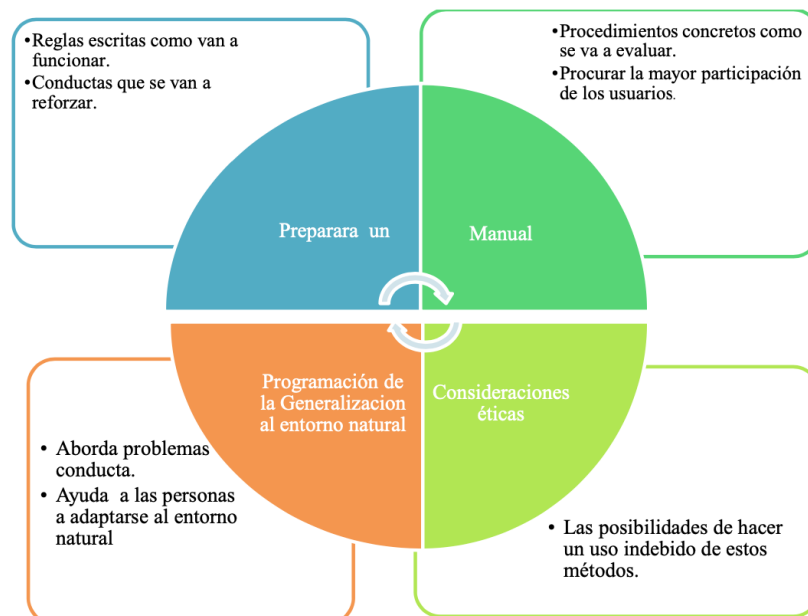 •Reglas escritas como van a
funcionar.
•Conductas que se van a
reforzar.
•Procedimientos concretos como
se va a evaluar.
•Procurar la mayor participación
de los usuarios.
Preparara un
Manual
Programación de
la Generalizacion
al entorno natural
Consideraciones
éticas
• Aborda problemas
conducta.
• Ayuda a las personas
a adaptarse al entorno
natural
• Las posibilidades de hacer
un uso indebido de estos
métodos.